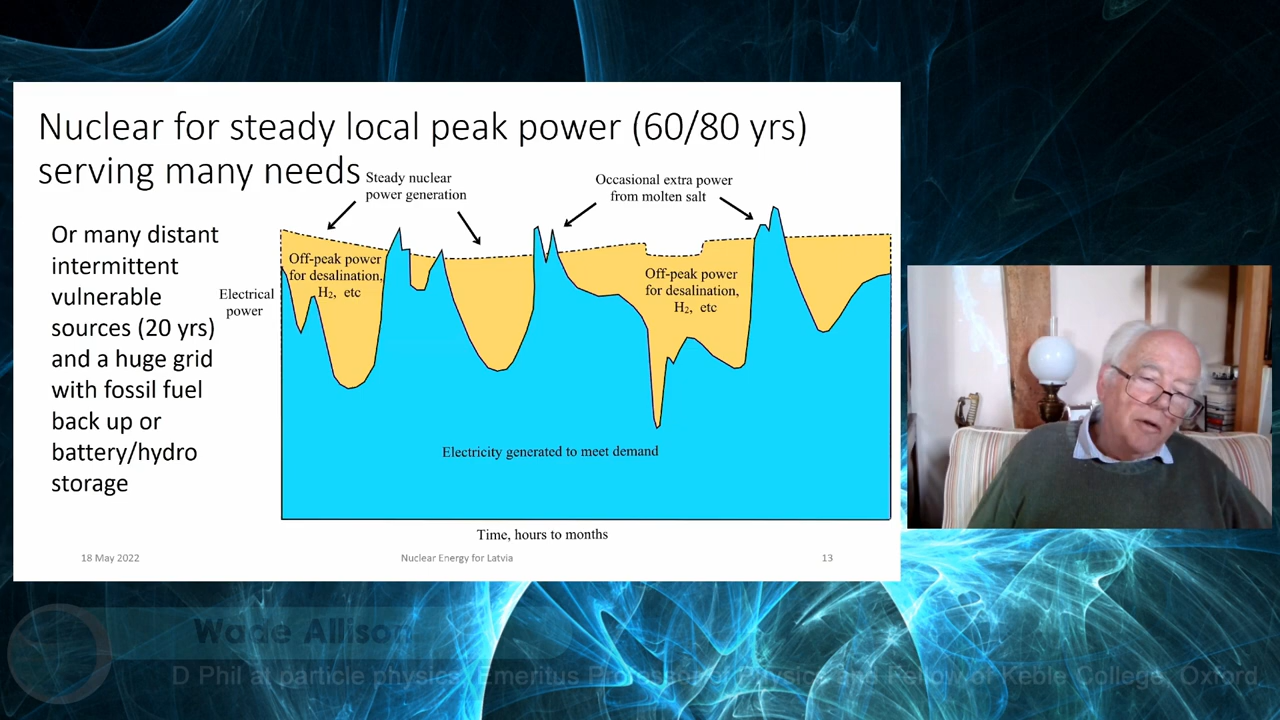 Nuclear for steady local peak power (60/80 yrs)
serving many needs
Steady nuclear
power generation
Occasional extra power
from molten salt
Or many distant
intermittent
vulnerable
sources (20 yrs)
and a huge grid
with fossil fuel
back up or
battery/hydro
storage
Electrical
power
Off-peak power
for desalination,
H₂, etc
Off-peak power
for desalination,
H₂, etc
Electricity generated to meet demand
Time, hours to months
18 May 2022
Nuclear Energy for Latvia
13
Wade Allison
D Phil at particle physics, Emeritus Professor of Physics and Fellow of Keble College, Oxford